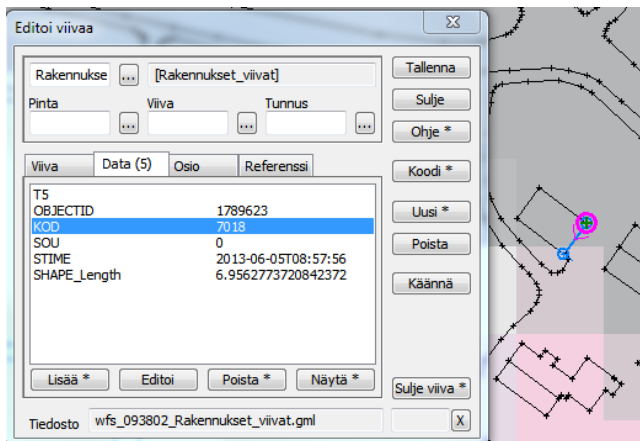 Editoi viivaa
Rakennukse ... [Rakennukset_viivat]
Pinta Viiva Tunnus
... ... ...
Viiva Data (5) Osio Referenssi
T5
OBJECTID 1789623
KOD 7018
SOU 0
STIME 2013-06-05T08:57:56
SHAPE_Length 6.9562773720842372
Lisää * Editoi Poista * Näytä *
Tiedosto wfs_093802_Rakennukset_viivat.gml X
Tallenna
Sulje
Ohje *
Koodi *
Uusi *
Poista
Käännä
Sulje viiva *